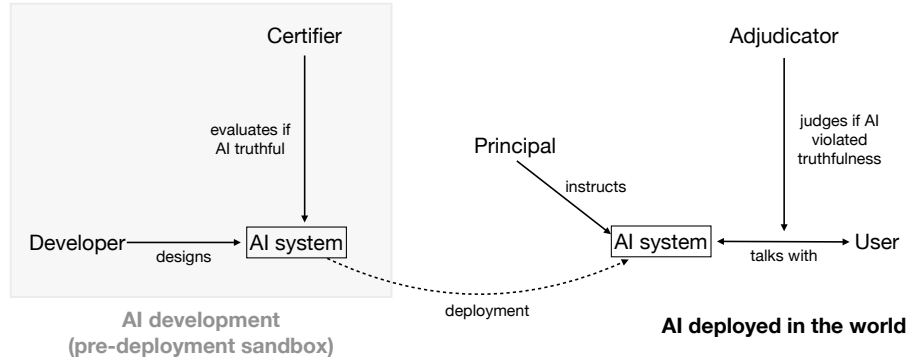 Certifier
evaluates if
AI truthful
Developer
designs
AI system
deployment
AI development
(pre-deployment sandbox)
Adjudicator
judges if AI
violated
truthfulness
Principal
instructs
AI system
talks with
User
AI deployed in the world